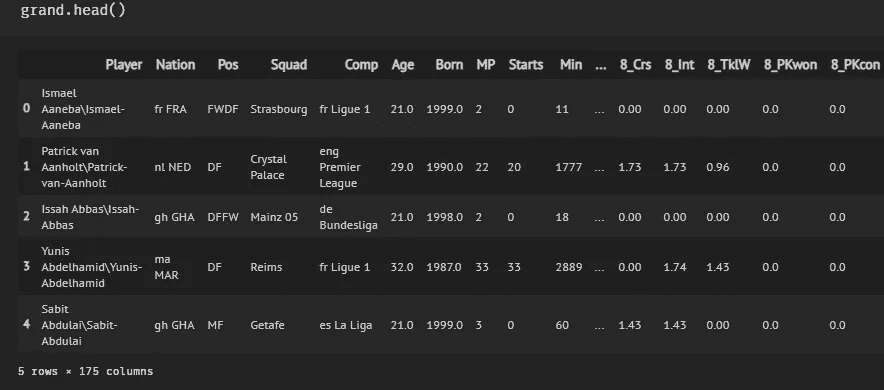 grand.head()
Player Nation Pos Squad Comp Age Born MP Starts Min ... 8_Crs 8_Int 8_TklW 8_PKwon 8_PKcon
0 Ismael Aaneba\Ismael-Aaneba fr FRA FWDF Strasbourg fr Ligue 1 21.0 1999.0 2 0 11 ... 0.00 0.00 0.00 0.0 0.0
1 Patrick van Aanholt\Patrick-van-Aanholt nl NED DF Crystal Palace eng Premier League 29.0 1990.0 22 20 1777 ... 1.73 1.73 0.96 0.0 0.0
2 Issah Abbas\Issah-Abbas gh GHA DFFW Mainz 05 de Bundesliga 21.0 1998.0 2 0 18 ... 0.00 0.00 0.00 0.0 0.0
3 Yunis Abdelhamid\Yunis-Abdelhamid ma MAR DF Reims fr Ligue 1 32.0 1987.0 33 33 2889 ... 0.00 1.74 1.43 0.0 0.0
4 Sabit Abdulai\Sabit-Abdulai gh GHA MF Getafe es La Liga 21.0 1999.0 3 0 60 ... 1.43 1.43 0.00 0.0 0.0
5 rows × 175 columns